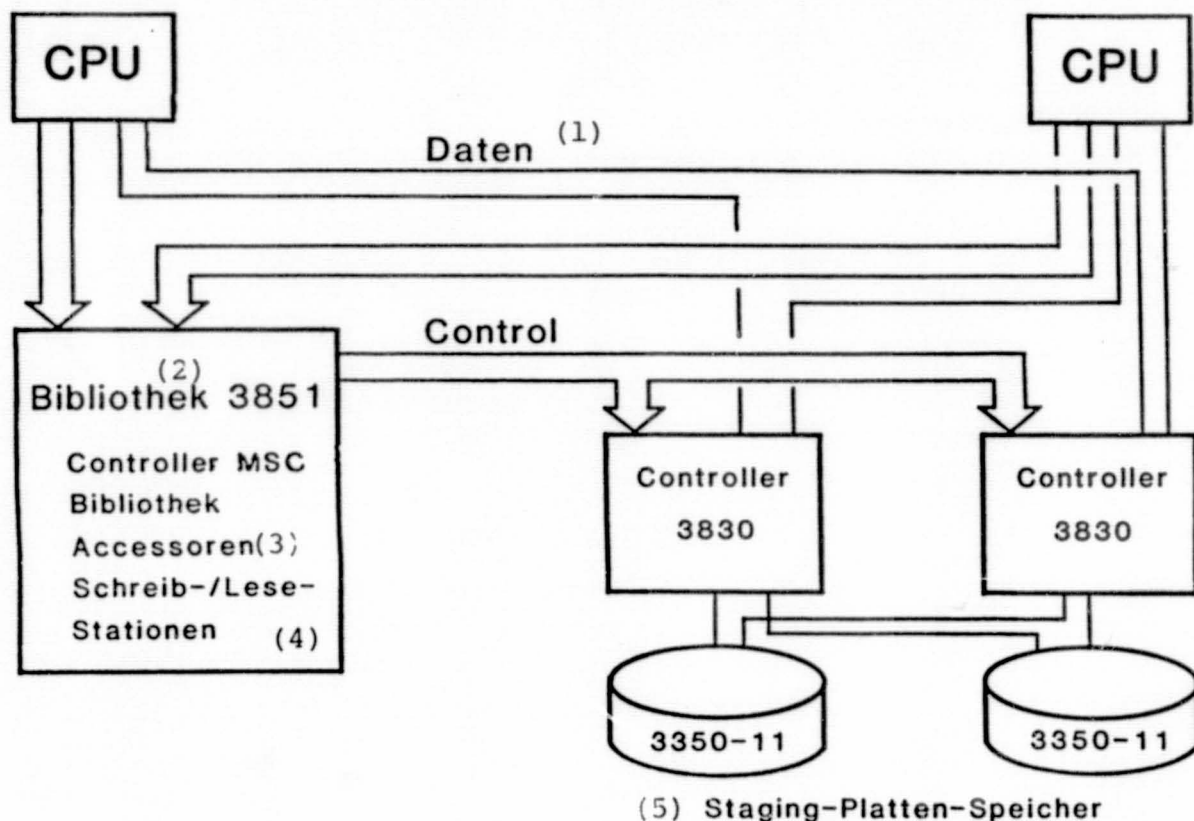 CPU
CPU
Daten (1)
Control
(2)
Bibliothek 3851
Controller MSC
Bibliothek
Accessoren(3)
Schreib-/Lese-
Stationen (4)
Controller
3830
Controller
3830
3350-11
3350-11
(5) Staging-Platten-Speicher